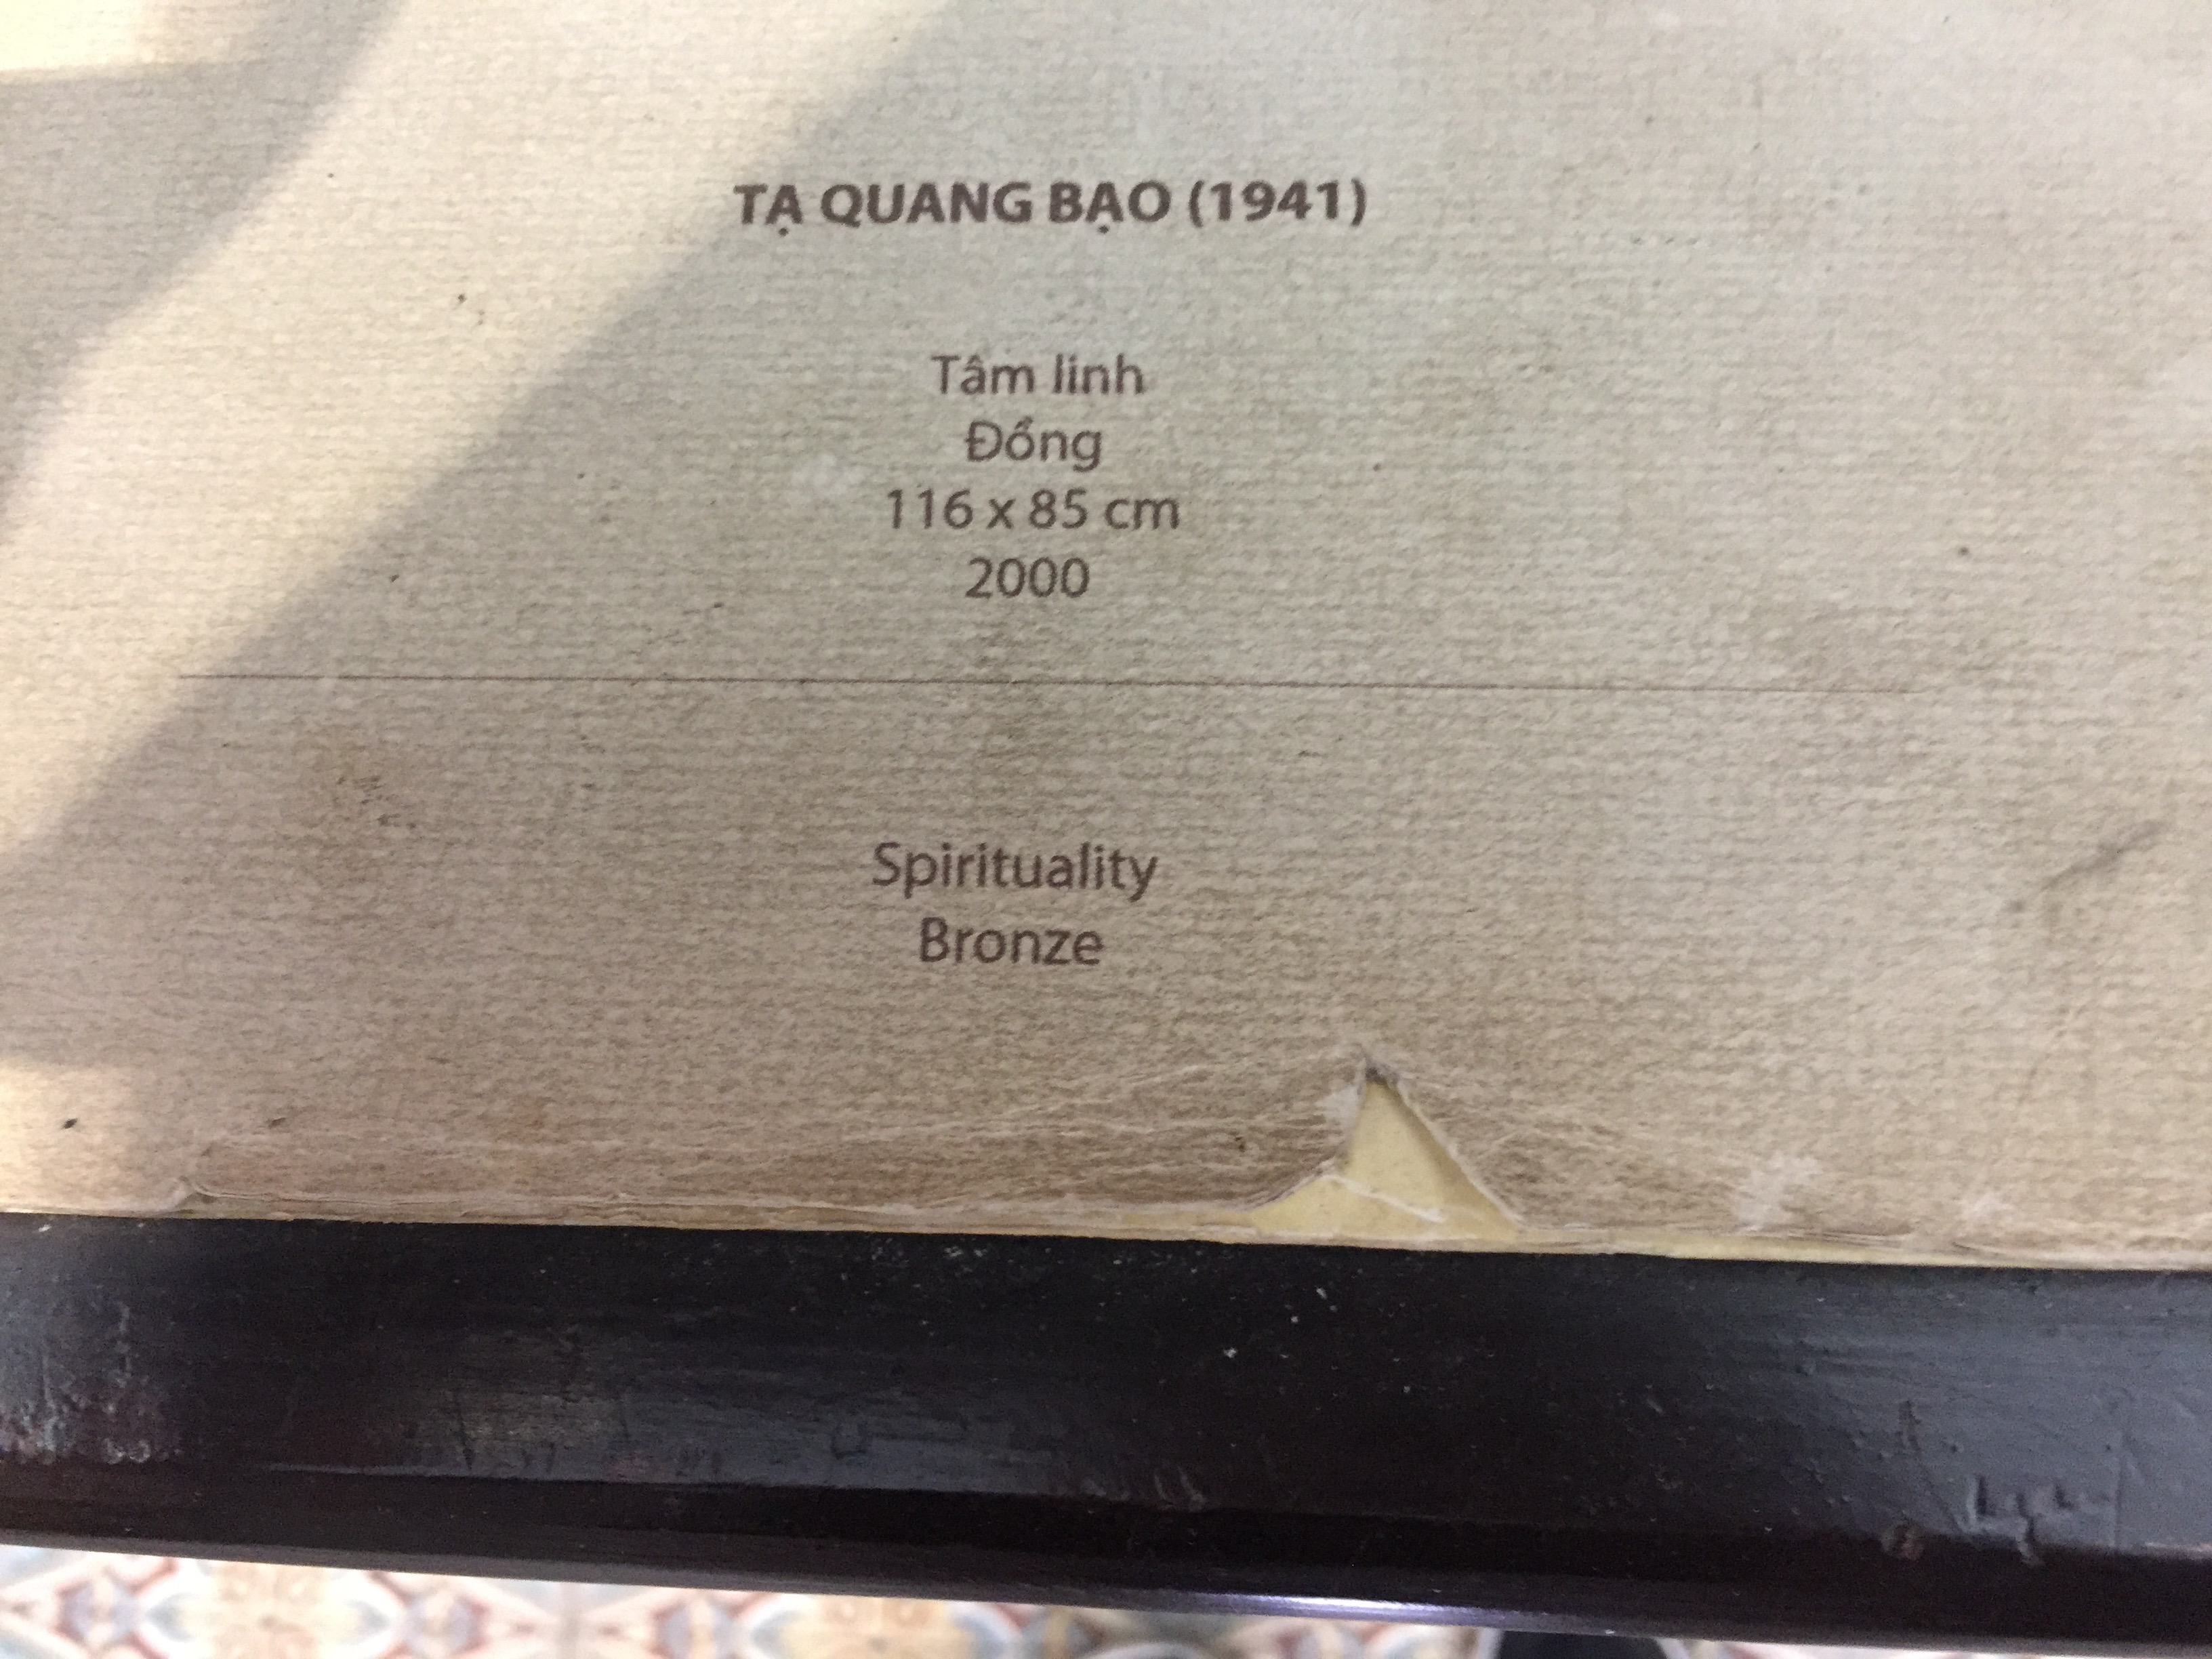 TẠ QUANG BẠO (1941)
Tâm linh
Đồng
116 x 85 cm
2000
Spirituality
Bronze